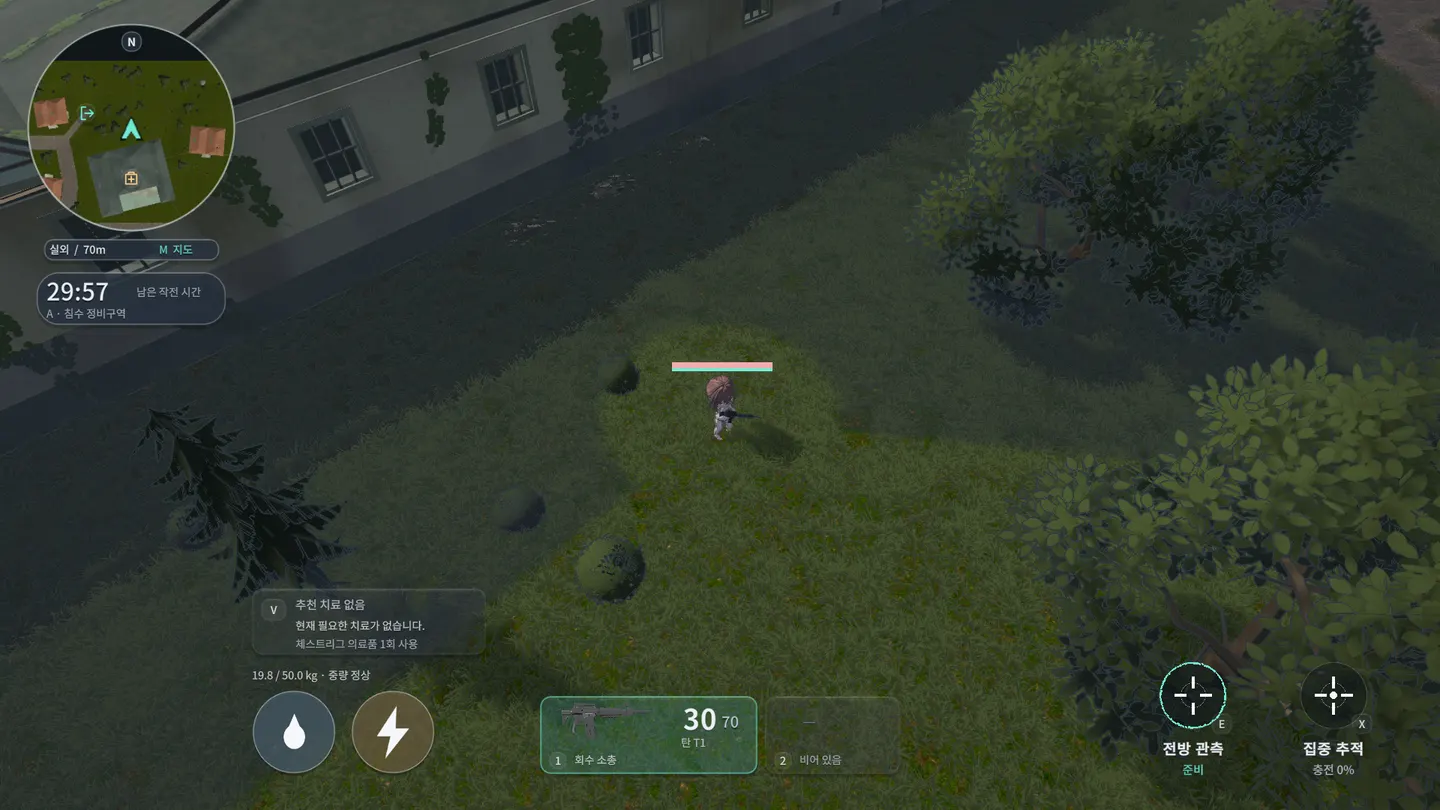 N
실외 / 70m
M 지도
29:57
남은 작전 시간
A · 침수 정비구역
V
추천 치료 없음
현재 필요한 치료가 없습니다.
체스트리그 의료품 1회 사용
19.8 / 50.0 kg · 중량 정상
30 70
탄 T1
1 회수 소총
—
2 비어 있음
E
전방 관측
준비
X
집중 추적
충전 0%